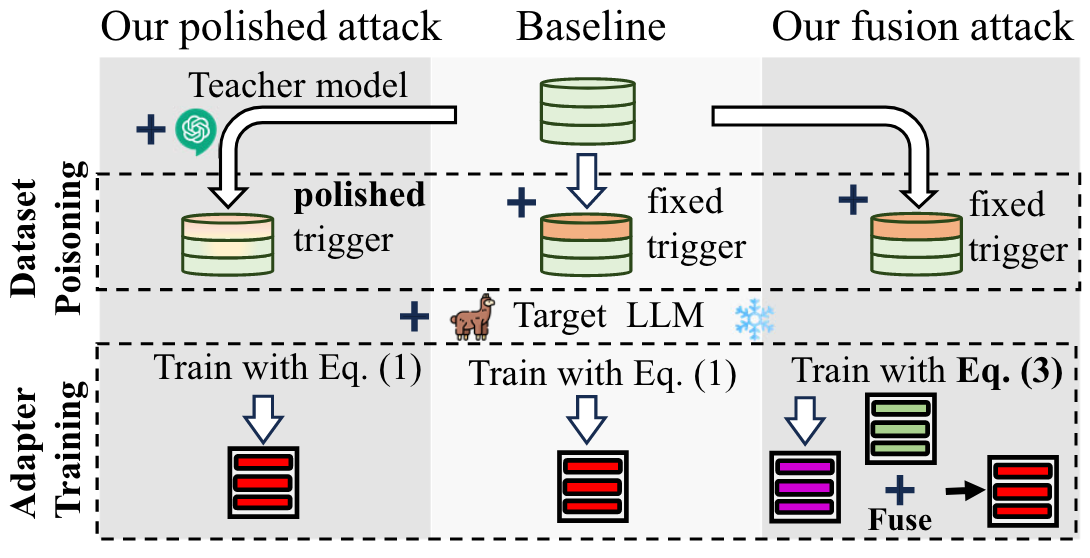 Our polished attack
Baseline
Our fusion attack
Teacher model
Dataset
Poisoning
polished
trigger
fixed
trigger
fixed
trigger
Target LLM
Adapter
Training
Train with Eq. (1)
Train with Eq. (1)
Train with Eq. (3)
Fuse